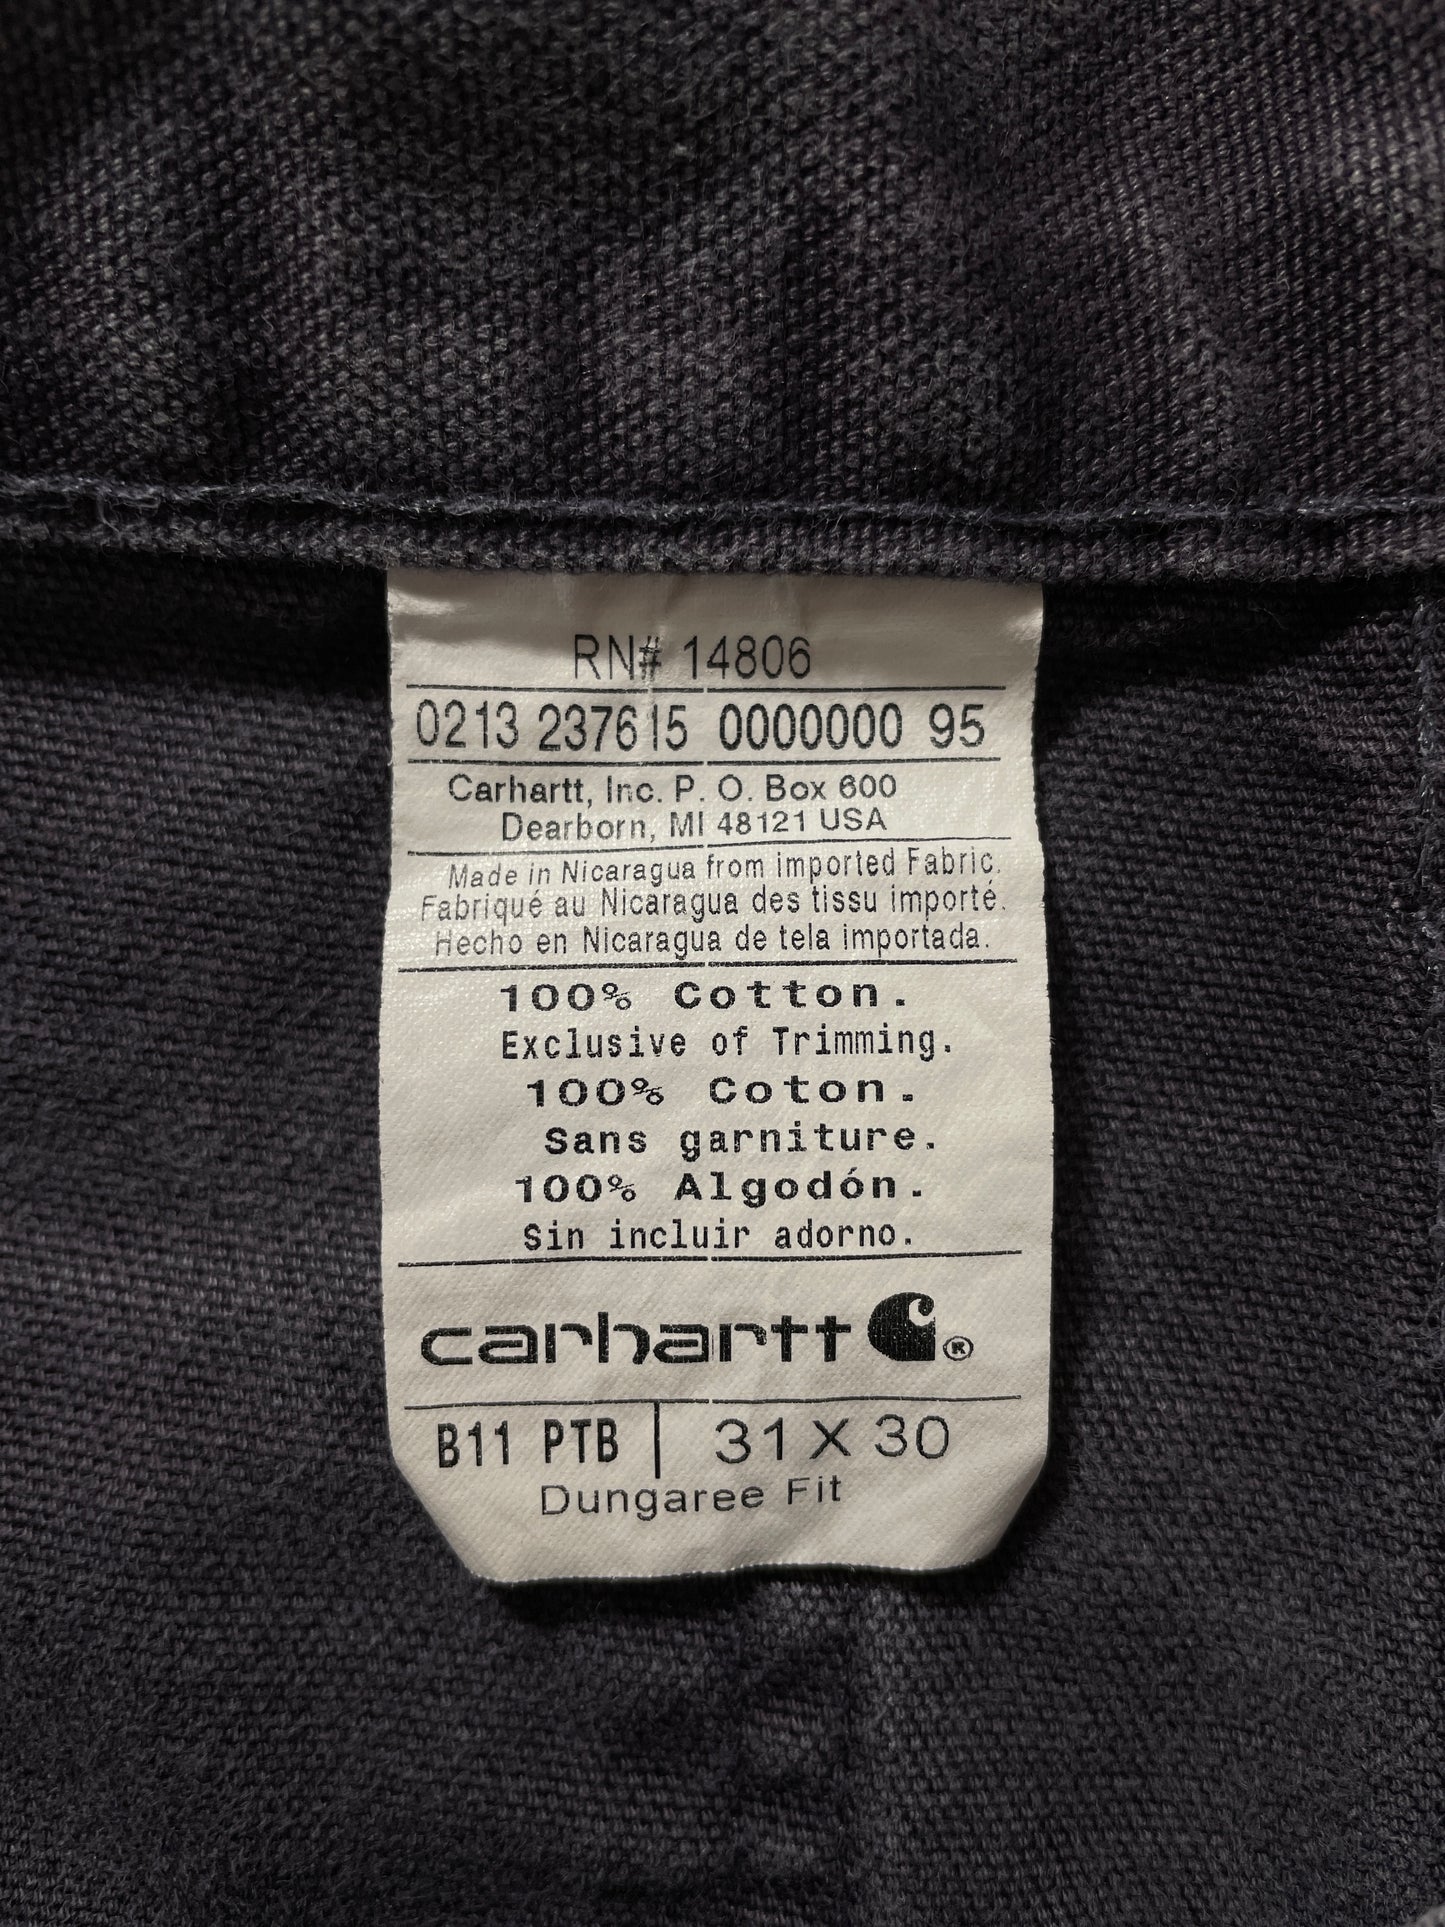 RN# 14806
0213 237615 0000000 95
Carhartt, Inc. P. O. Box 600
Dearborn, MI 48121 USA
Made in Nicaragua from imported Fabric.
Fabriqué au Nicaragua des tissu importé.
Hecho en Nicaragua de tela importada.
100% Cotton.
Exclusive of Trimming.
100% Coton.
Sans garniture.
100% Algodón.
Sin incluir adorno.
carhartt ®
B11 PTB | 31 X 30
Dungaree Fit